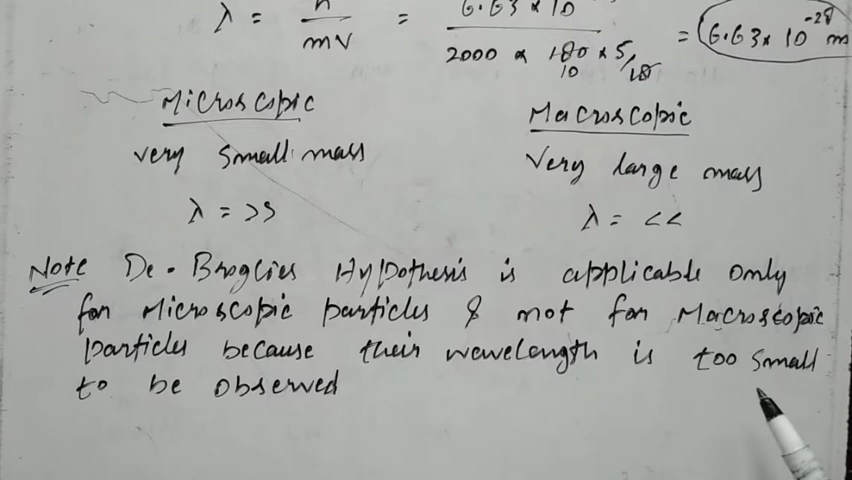 λ = h/mv = 6.63 x 10 / 2000 x 100 x 5/18 = 6.63 x 10^-28 m
10
Microscopic Macroscopic
very small mass Very large mass
λ = >> λ = <<
Note De-Broglies Hypothesis is applicable only
for Microscopic particles & not for Macroscopic
particles because their wavelength is too small
to be observed